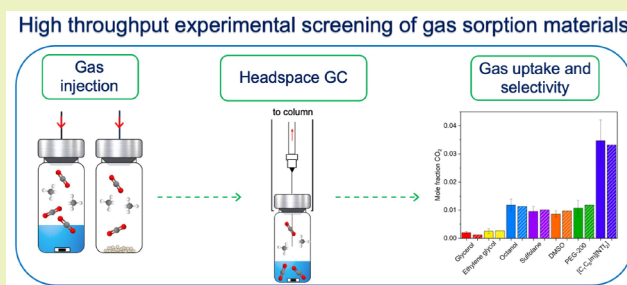 High throughput experimental screening of gas sorption materials
Gas
injection
Headspace GC
Gas uptake and
selectivity
to column
Mole fraction CO₂
0.04
0.03
0.02
0.01
0.00
Glycerol
Ethylene glycol
Octanol
Sulfolane
DMSO
PEG-200